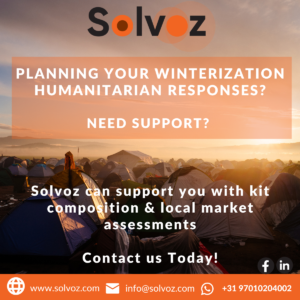 Solvoz
PLANNING YOUR WINTERIZATION
HUMANITARIAN RESPONSES?
NEED SUPPORT?
Solvoz can support you with kit
composition & local market
assessments
Contact us Today!
www.solvoz.com info@solvoz.com +31 97010204002